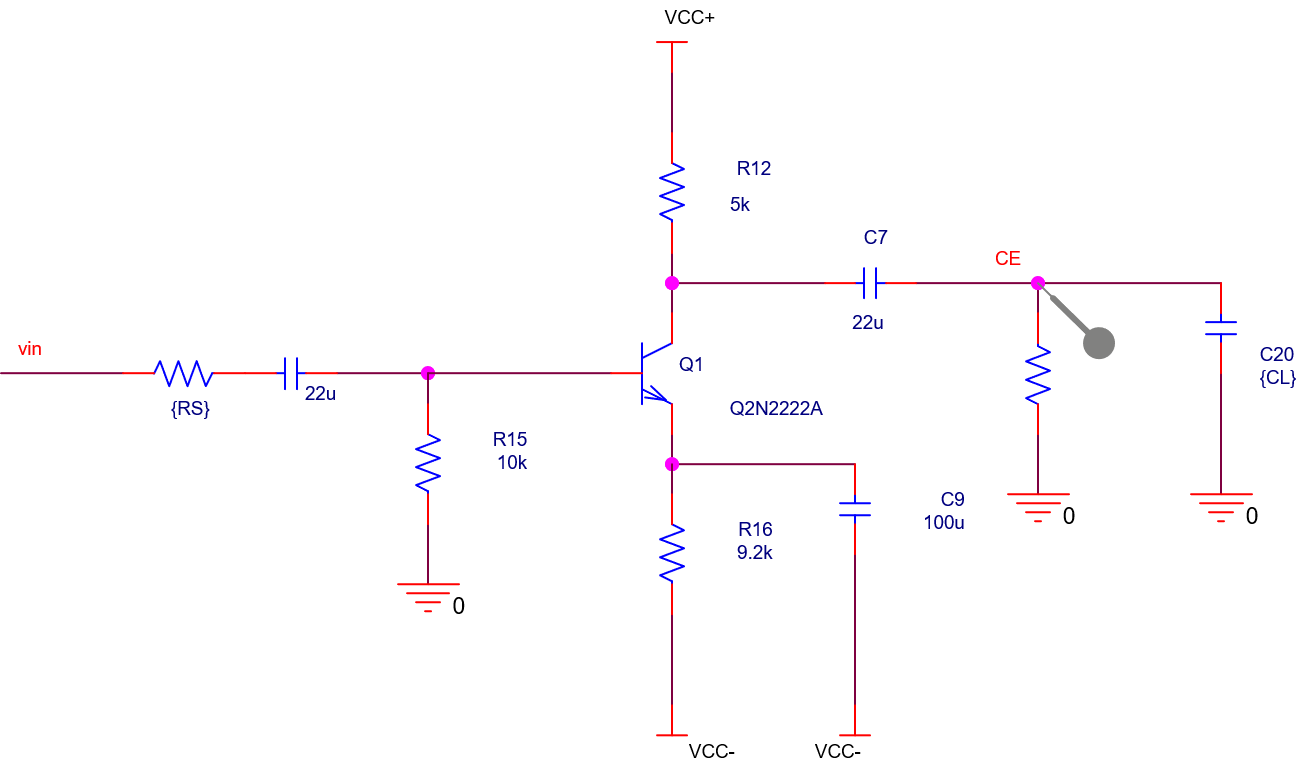 VCC+
R12
5k
C7
CE
22u
vin
Q1
C20
{CL}
22u
{RS}
Q2N2222A
R15
10k
C9
100u
0
0
R16
9.2k
0
VCC-
VCC-